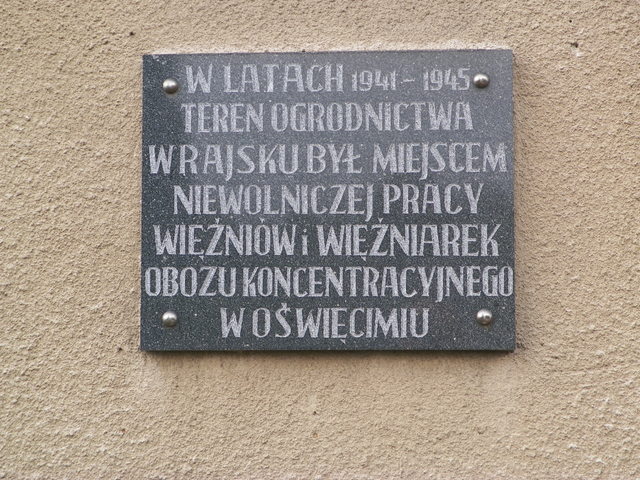 W LATACH 1941 – 1945
TEREN OGRODNICTWA
W RAJSKU BYŁ MIEJSCEM
NIEWOLNICZEJ PRACY
WIĘŹNIÓW i WIĘŹNIAREK
OBOZU KONCENTRACYJNEGO
W OŚWIĘCIMIU